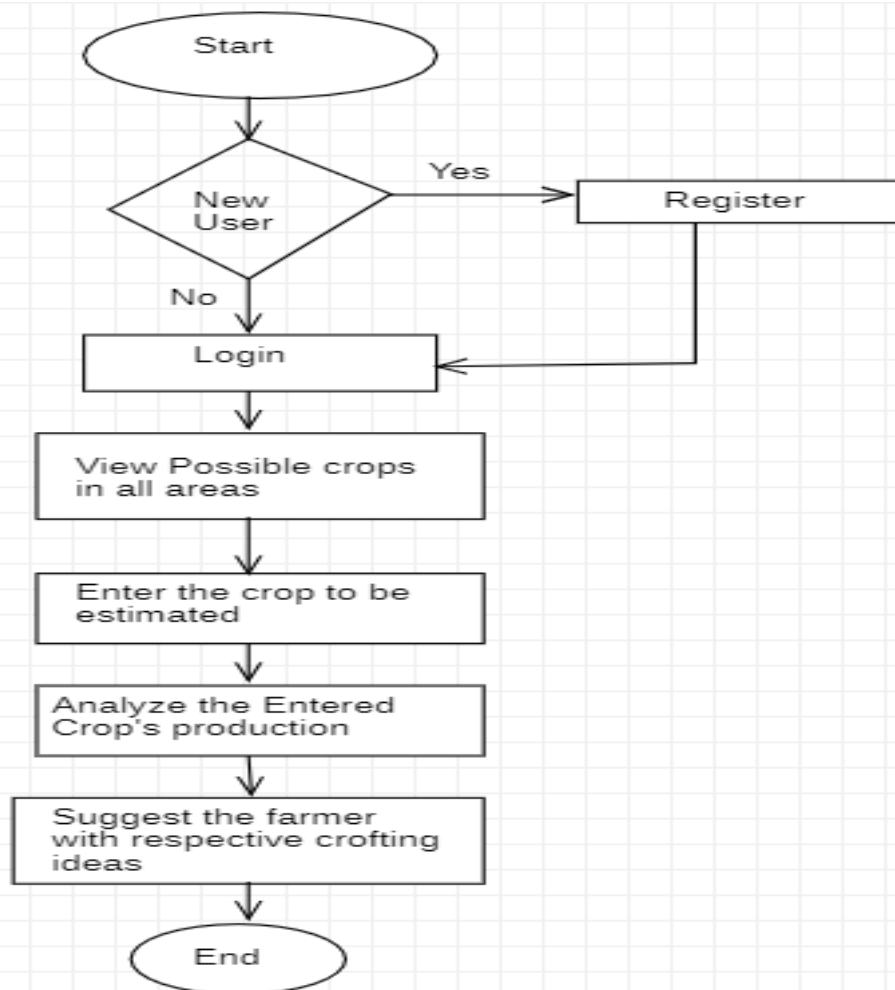 Start
Yes
New
User
Register
No
Login
View Possible crops
in all areas
Enter the crop to be
estimated
Analyze the Entered
Crop's production
Suggest the farmer
with respective crofting
ideas
End